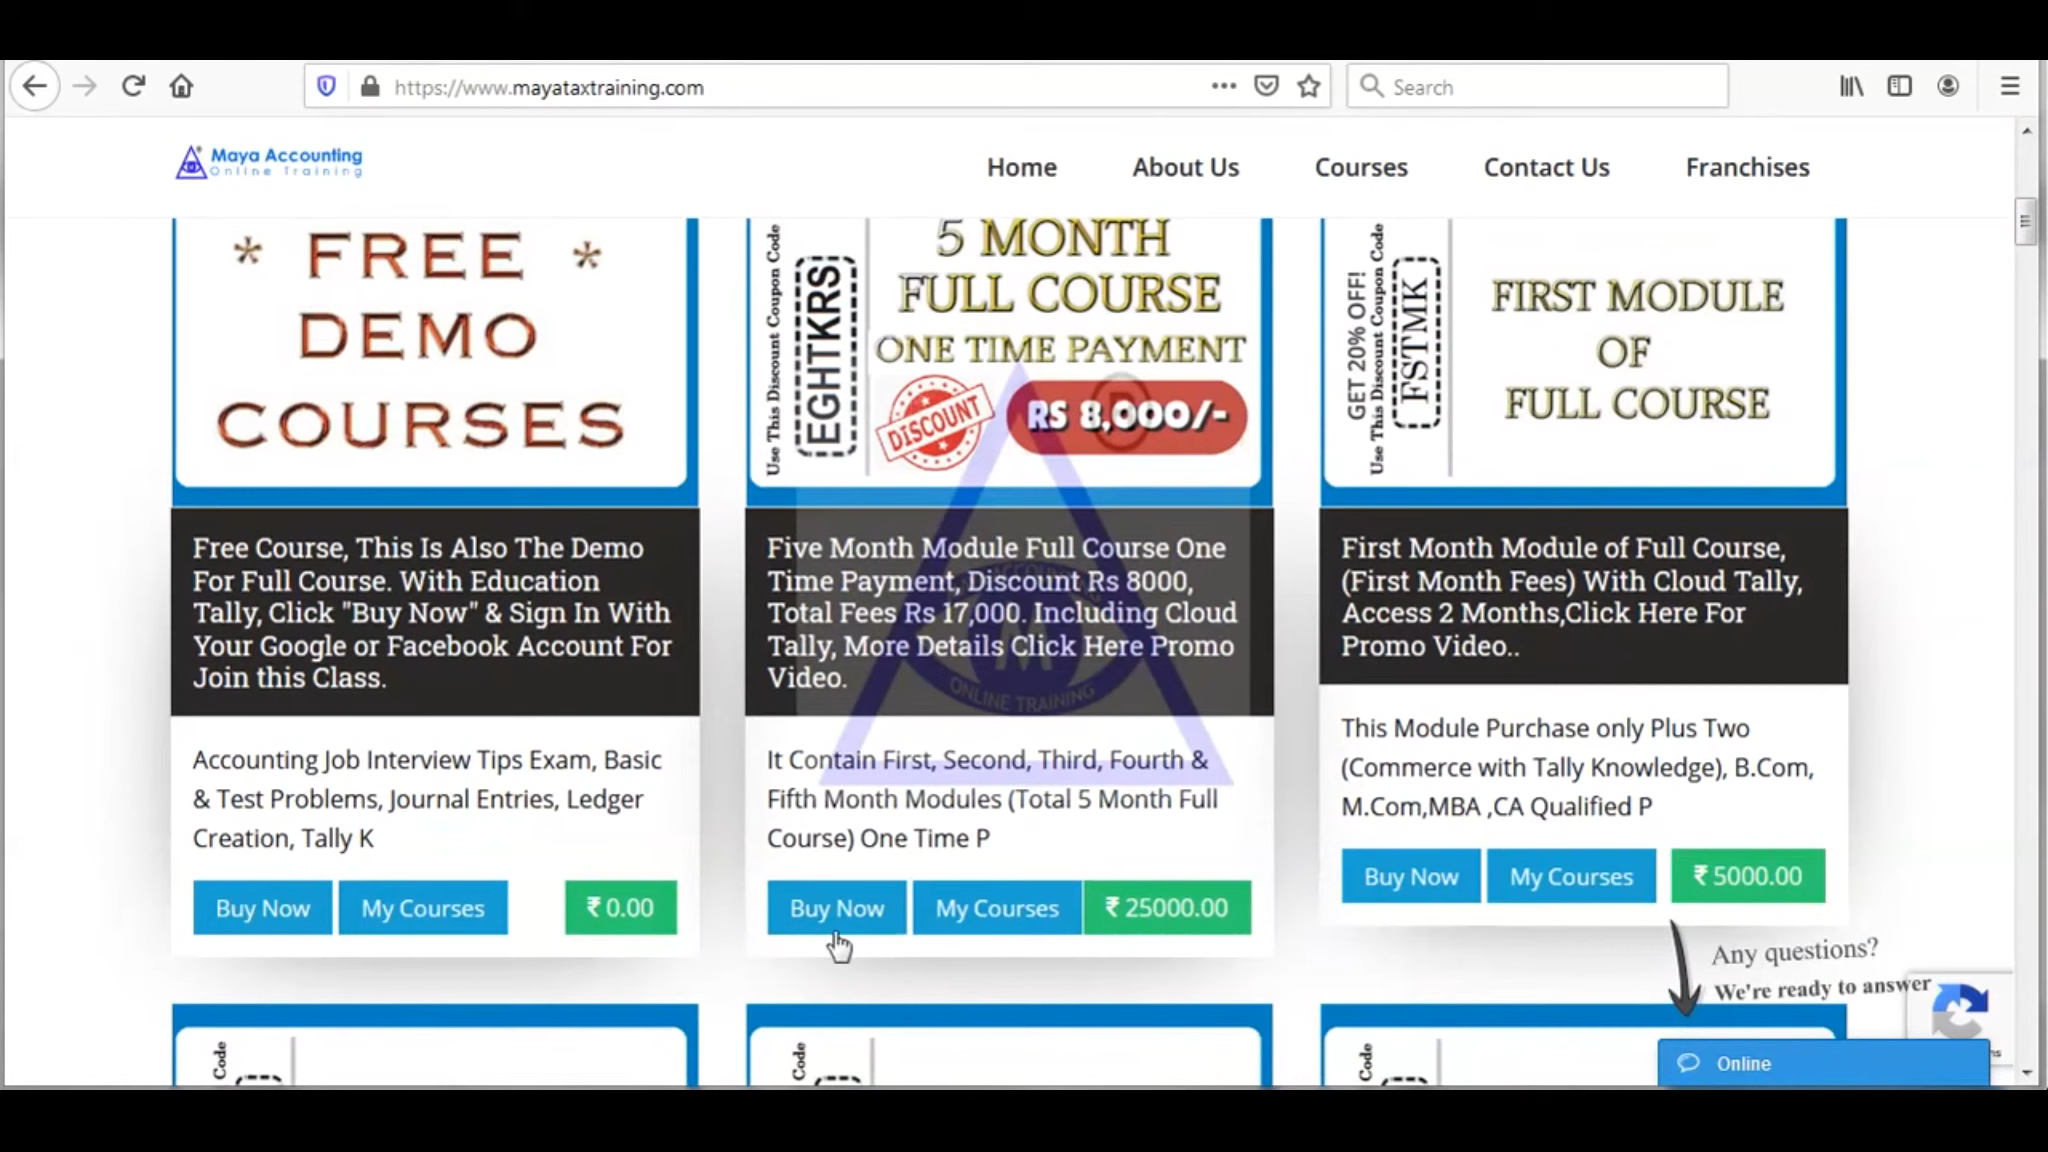 https://www.mayataxtraining.com
Search
Maya Accounting
Online Training
Home
About Us
Courses
Contact Us
Franchises
* FREE *
DEMO
COURSES
Use This Discount Coupon Code
EGHTKRS
5 MONTH
FULL COURSE
ONE TIME PAYMENT
DISCOUNT
RS 8,000/-
GET 20% OFF!
Use This Discount Coupon Code
FSTMK
FIRST MODULE
OF
FULL COURSE
Free Course, This Is Also The Demo
For Full Course. With Education
Tally, Click "Buy Now" & Sign In With
Your Google or Facebook Account For
Join this Class.
Accounting Job Interview Tips Exam, Basic
& Test Problems, Journal Entries, Ledger
Creation, Tally K
Buy Now
My Courses
₹ 0.00
Five Month Module Full Course One
Time Payment, Discount Rs 8000,
Total Fees Rs 17,000. Including Cloud
Tally, More Details Click Here Promo
Video.
M
ONLINE TRAINING
It Contain First, Second, Third, Fourth &
Fifth Month Modules (Total 5 Month Full
Course) One Time P
Buy Now
My Courses
₹ 25000.00
First Month Module of Full Course,
(First Month Fees) With Cloud Tally,
Access 2 Months,Click Here For
Promo Video..
This Module Purchase only Plus Two
(Commerce with Tally Knowledge), B.Com,
M.Com,MBA ,CA Qualified P
Buy Now
My Courses
₹ 5000.00
Any questions?
We're ready to answer
Code
Code
Code
Online